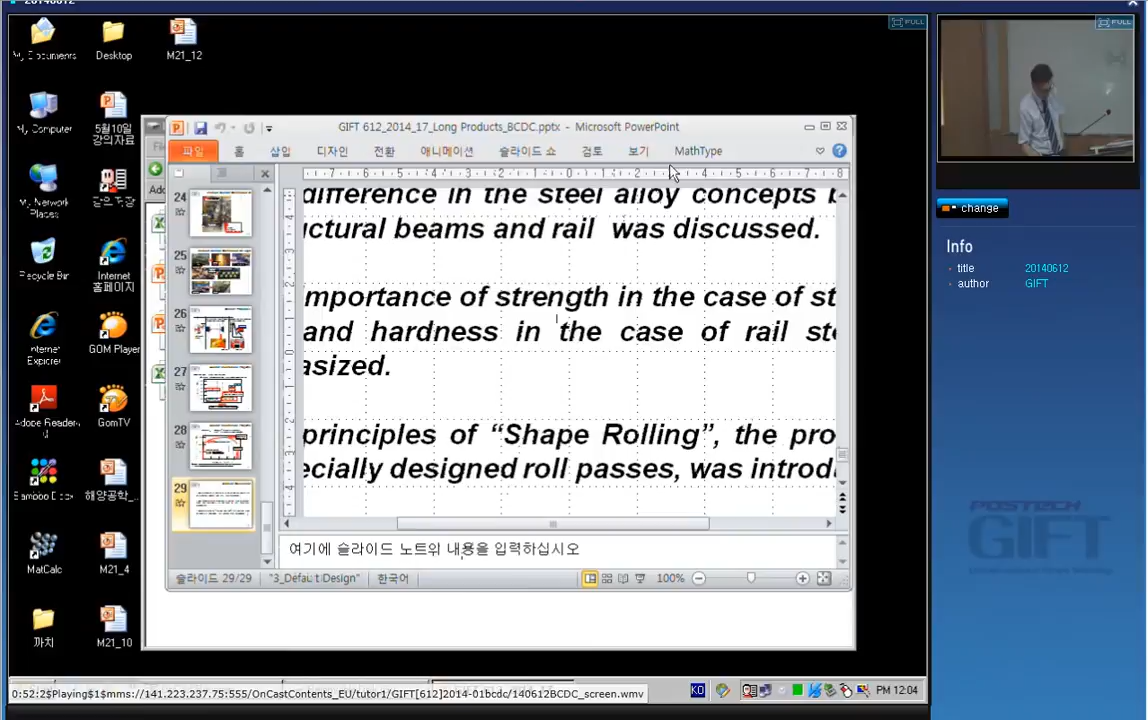 20140612
FULL
FULL
My Documents
Desktop
M21_12
My Computer
5월10일
강의자료
My Network
Places
Recycle Bin
Internet
홈페이지
Internet
Explorer
GOM Player
Adobe Reader
GomTV
MatCalc
M21_4
까치
M21_10
GIFT 612_2014_17_Long Products_BCDC.pptx - Microsoft PowerPoint
파일 홈 삽입 디자인 전환 애니메이션 슬라이드 쇼 검토 보기 MathType
24
25
26
27
28
29
difference in the steel alloy concepts
uctural beams and rail was discussed.
mportance of strength in the case of st
and hardness in the case of rail ste
asized.
principles of “Shape Rolling”, the pro
ecially designed roll passes, was introd
여기에 슬라이드 노트의 내용을 입력하십시오
슬라이드 29/29 "3_Default Design" 한국어 100%
0:52:2$Playing$1$mms://141.223.237.75:555/OnCastContents_EU/tutor1/GIFT[612]2014-01bcdc/140612BCDC_screen.wmv
KO
PM 12:04
change
Info
title 20140612
author GIFT
POSTECH
GIFT